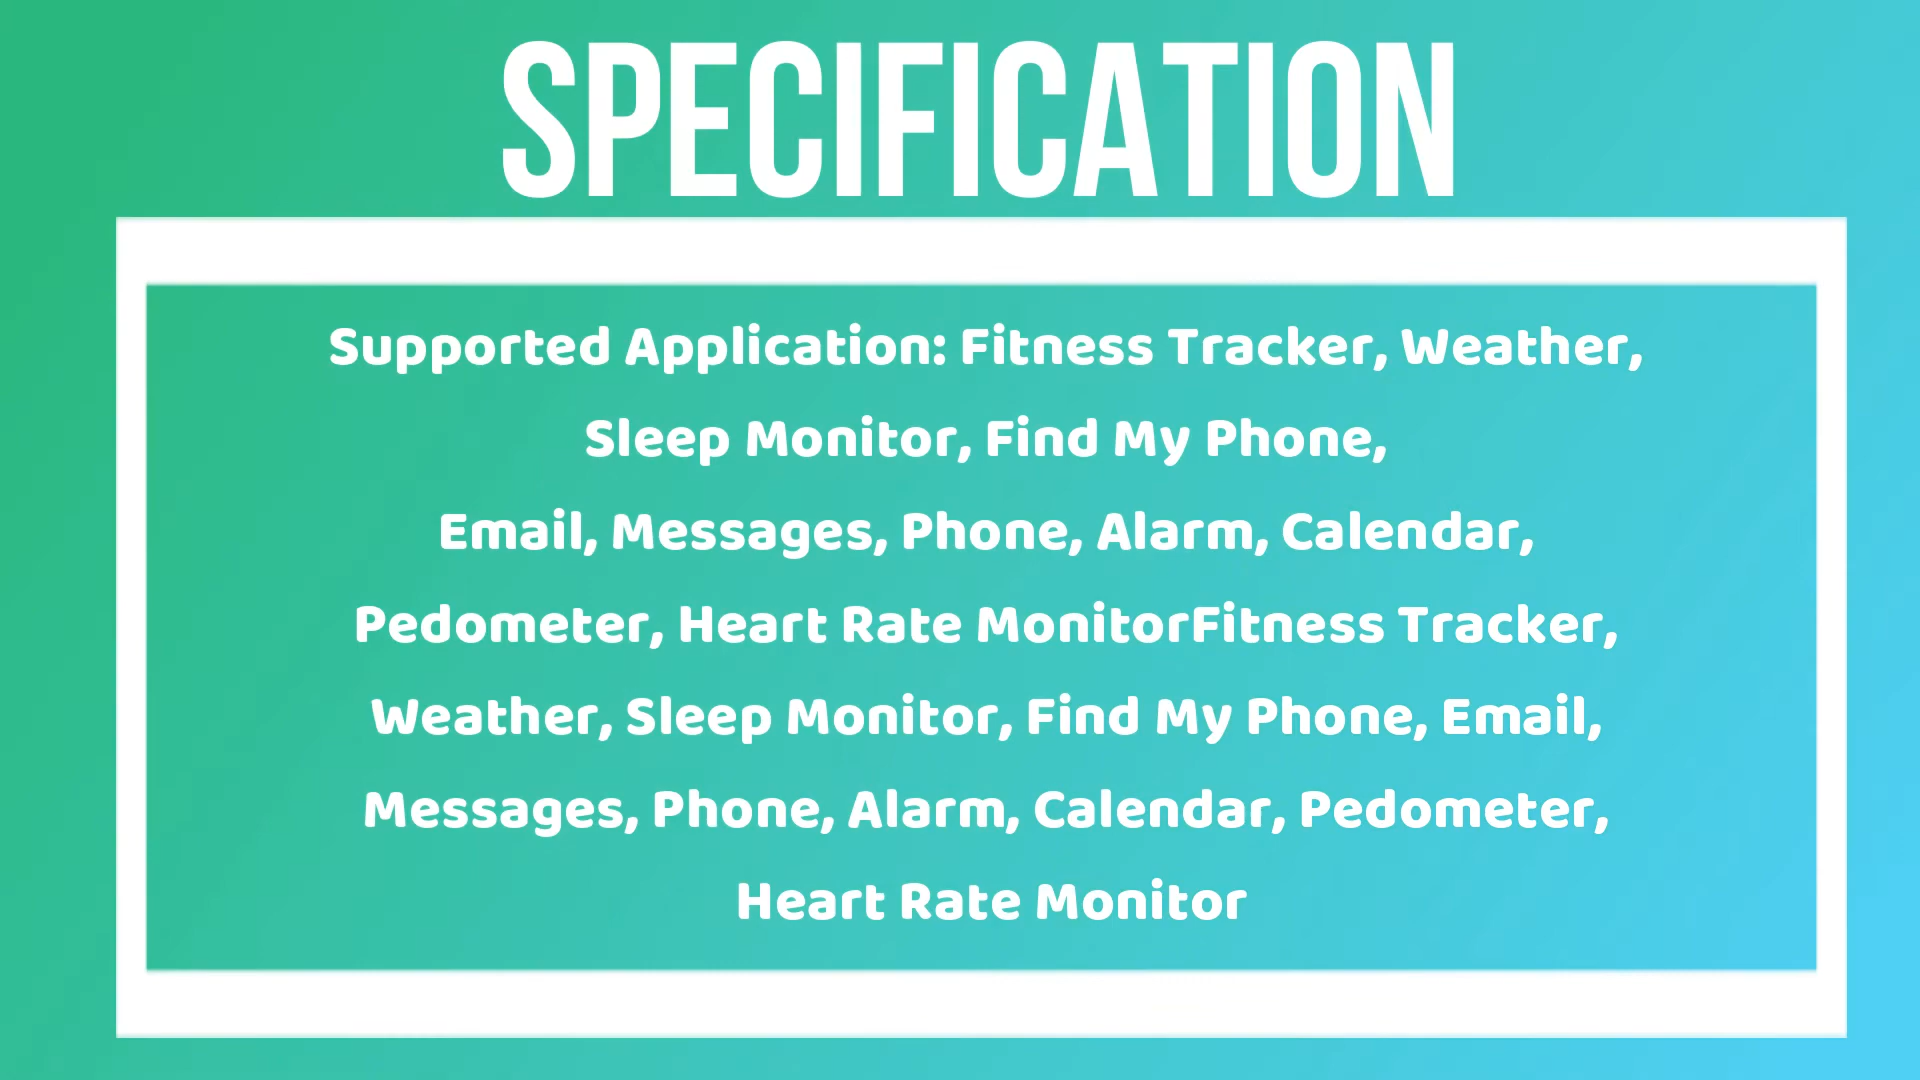 SPECIFICATION
Supported Application: Fitness Tracker, Weather,
Sleep Monitor, Find My Phone,
Email, Messages, Phone, Alarm, Calendar,
Pedometer, Heart Rate MonitorFitness Tracker,
Weather, Sleep Monitor, Find My Phone, Email,
Messages, Phone, Alarm, Calendar, Pedometer,
Heart Rate Monitor